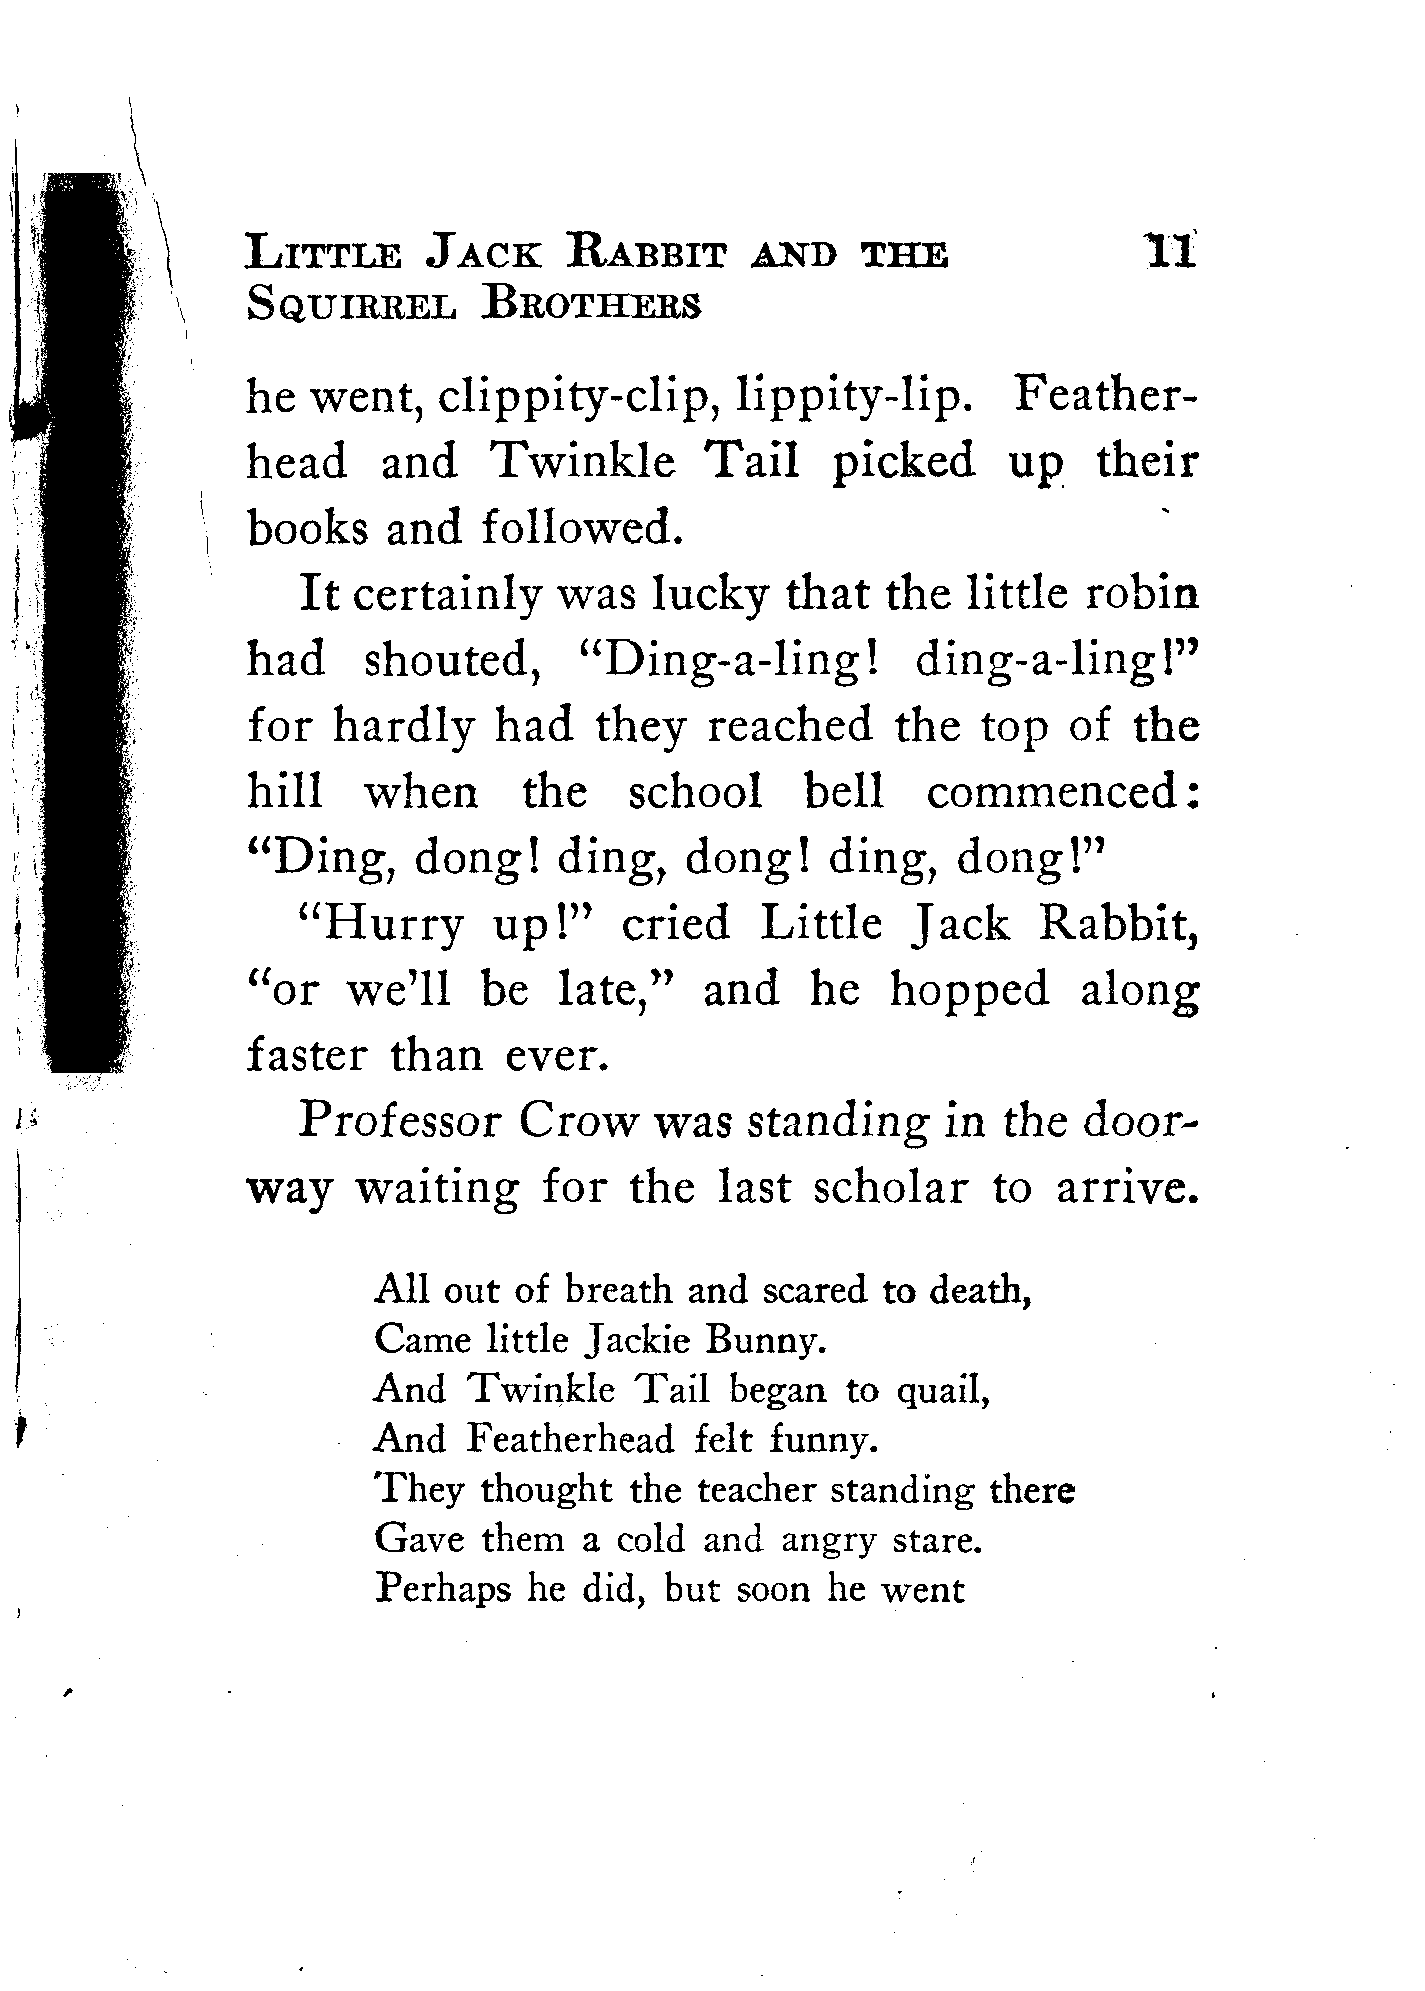 LITTLE JACK RABBIT AND THE 11
SQUIRREL BROTHERS
he went, clippity-clip, lippity-lip. Feather-
head and Twinkle Tail picked up their
books and followed.
It certainly was lucky that the little robin
had shouted, “Ding-a-ling! ding-a-ling!”
for hardly had they reached the top of the
hill when the school bell commenced:
“Ding, dong! ding, dong! ding, dong!”
“Hurry up!” cried Little Jack Rabbit,
“or we’ll be late,” and he hopped along
faster than ever.
Professor Crow was standing in the door-
way waiting for the last scholar to arrive.
All out of breath and scared to death,
Came little Jackie Bunny.
And Twinkle Tail began to quail,
And Featherhead felt funny.
They thought the teacher standing there
Gave them a cold and angry stare.
Perhaps he did, but soon he went